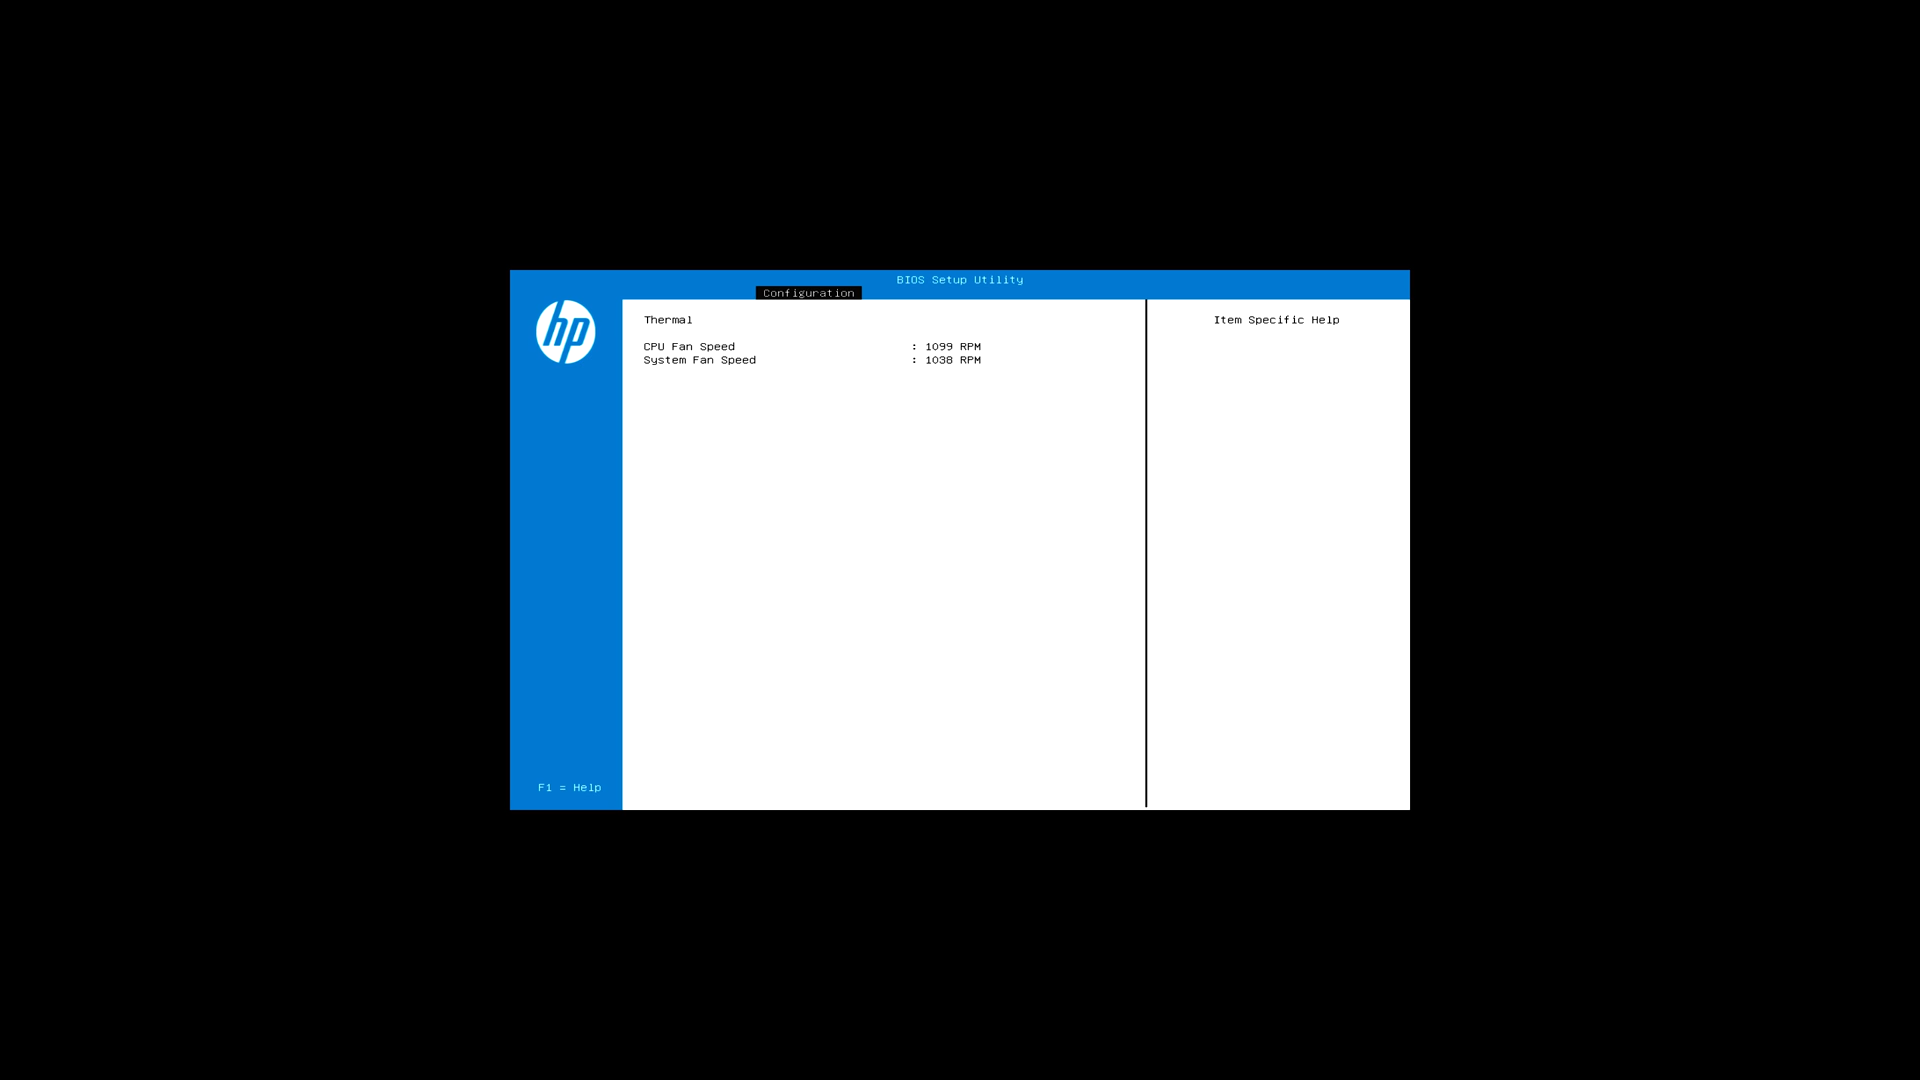 BIOS Setup Utility
Configuration
hp
Thermal
CPU Fan Speed : 1099 RPM
System Fan Speed : 1038 RPM
Item Specific Help
F1 = Help